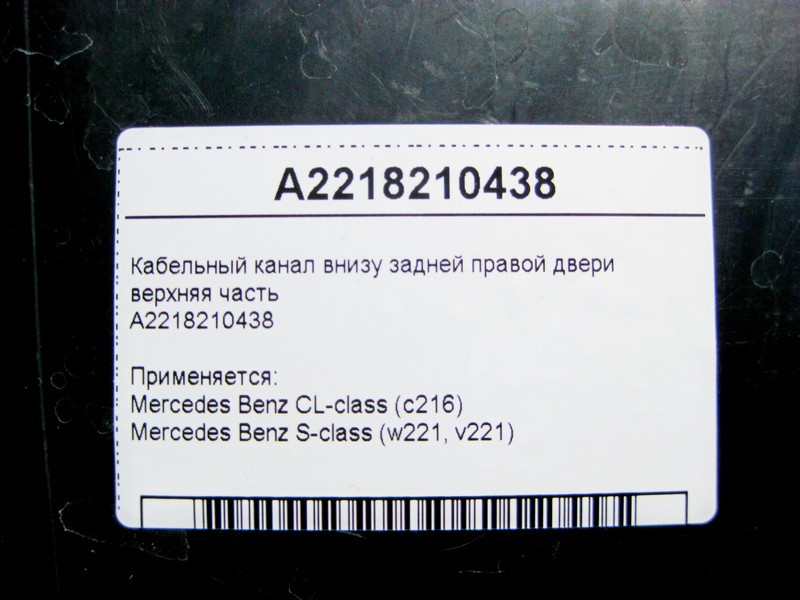 A2218210438
Кабельный канал внизу задней правой двери
верхняя часть
A2218210438
Применяется:
Mercedes Benz CL-class (c216)
Mercedes Benz S-class (w221, v221)